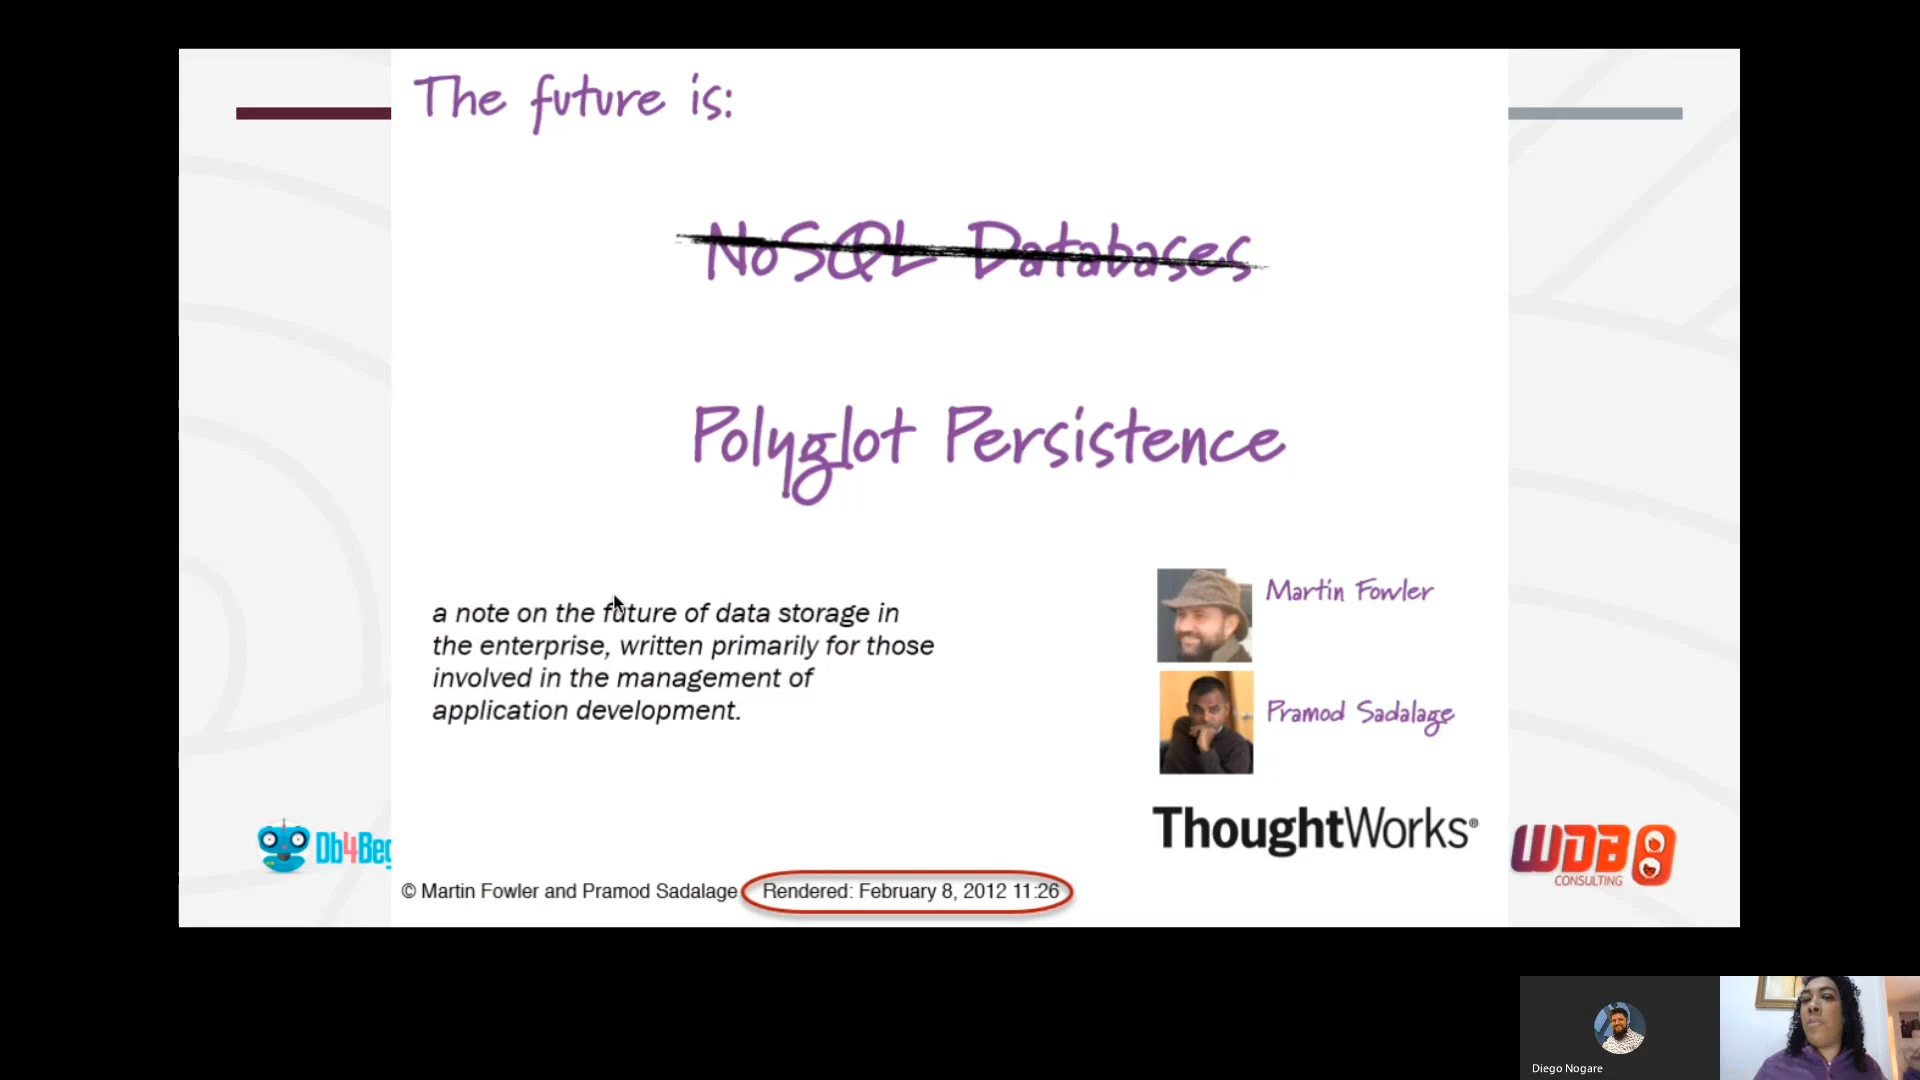 The future is:
NoSQL Databases
Polyglot Persistence
a note on the future of data storage in
the enterprise, written primarily for those
involved in the management of
application development.
Martin Fowler
Pramod Sadalage
ThoughtWorks®
Db4Beg
WDB
CONSULTING
© Martin Fowler and Pramod Sadalage Rendered: February 8, 2012 11:26
Diego Nogare